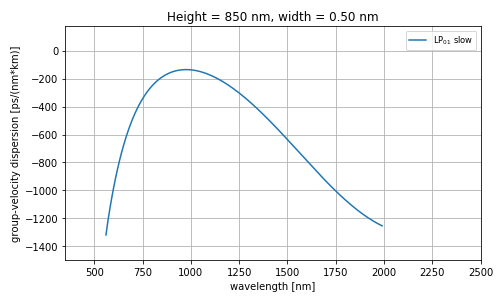 Height = 850 nm, width = 0.50 nm
LP₀₁ slow
group-velocity dispersion [ps/(nm*km)]
0
−200
−400
−600
−800
−1000
−1200
−1400
500 750 1000 1250 1500 1750 2000 2250 2500
wavelength [nm]